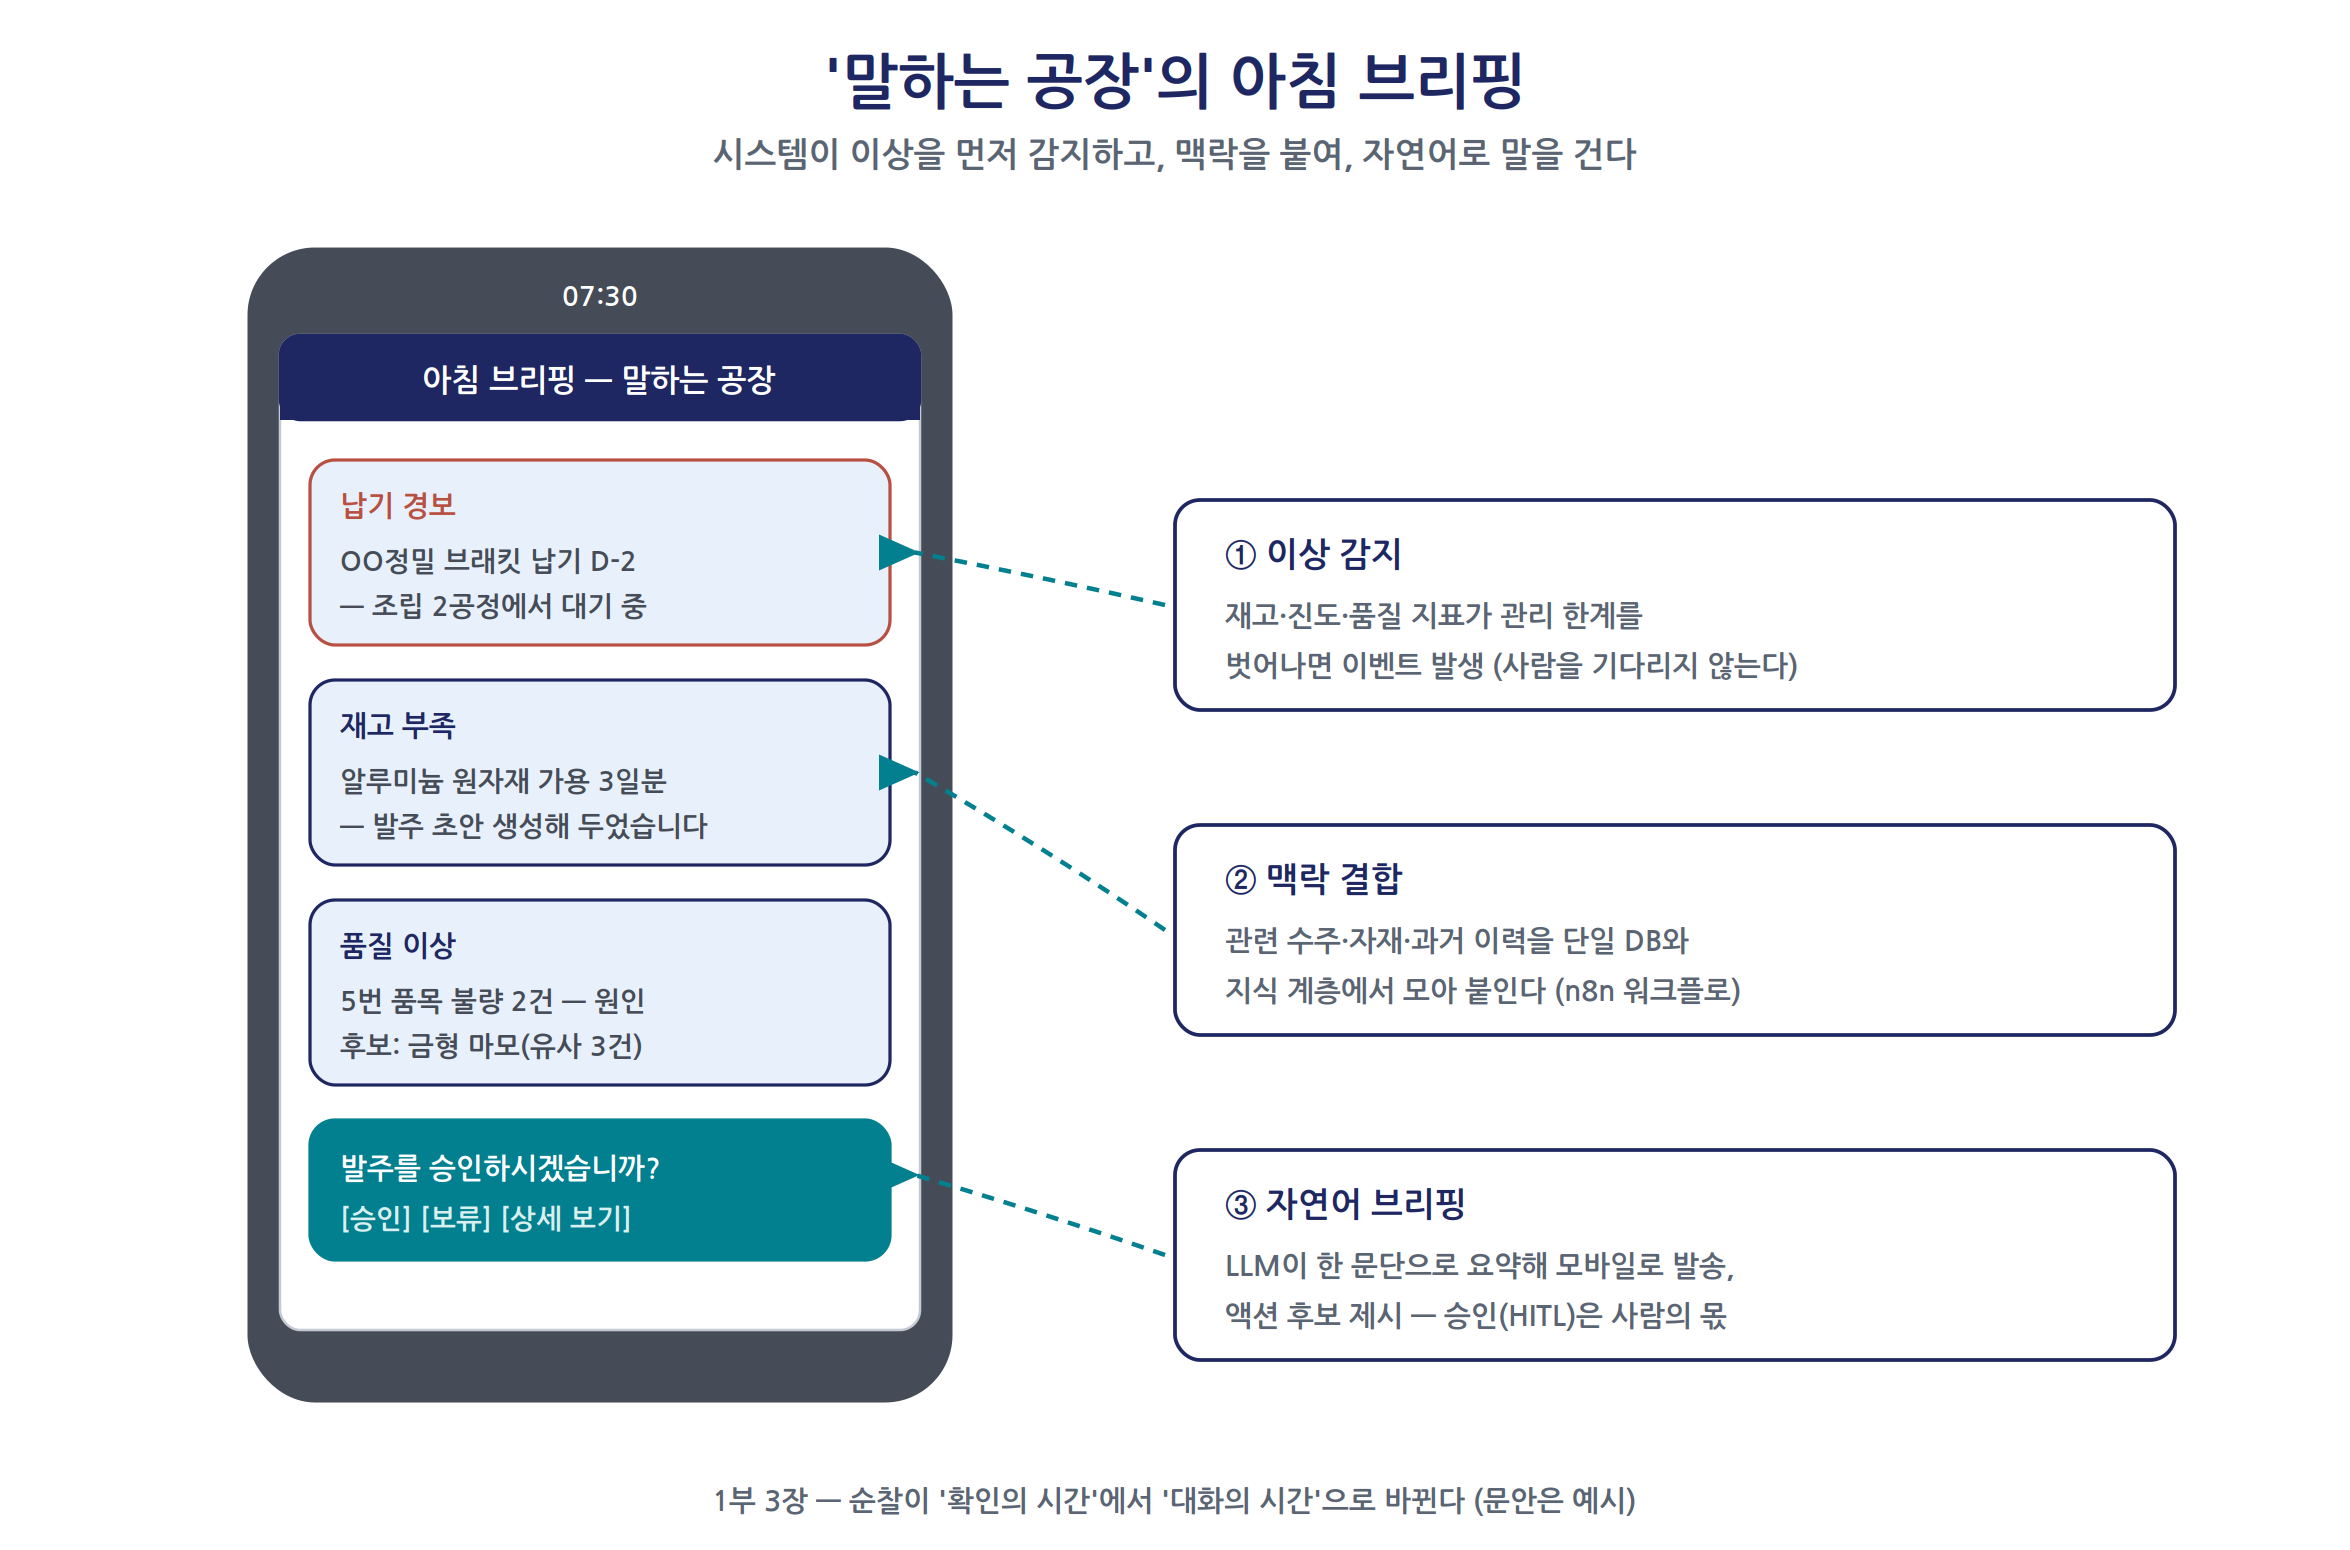 '말하는 공장'의 아침 브리핑
시스템이 이상을 먼저 감지하고, 맥락을 붙여, 자연어로 말을 건다
07:30
아침 브리핑 — 말하는 공장
납기 경보
OO정밀 브래킷 납기 D-2
— 조립 2공정에서 대기 중
재고 부족
알루미늄 원자재 가용 3일분
— 발주 초안 생성해 두었습니다
품질 이상
5번 품목 불량 2건 — 원인
후보: 금형 마모(유사 3건)
발주를 승인하시겠습니까?
[승인] [보류] [상세 보기]
① 이상 감지
재고·진도·품질 지표가 관리 한계를
벗어나면 이벤트 발생 (사람을 기다리지 않는다)
② 맥락 결합
관련 수주·자재·과거 이력을 단일 DB와
지식 계층에서 모아 붙인다 (n8n 워크플로)
③ 자연어 브리핑
LLM이 한 문단으로 요약해 모바일로 발송,
액션 후보 제시 — 승인(HITL)은 사람의 몫
1부 3장 — 순찰이 '확인의 시간'에서 '대화의 시간'으로 바뀐다 (문안은 예시)